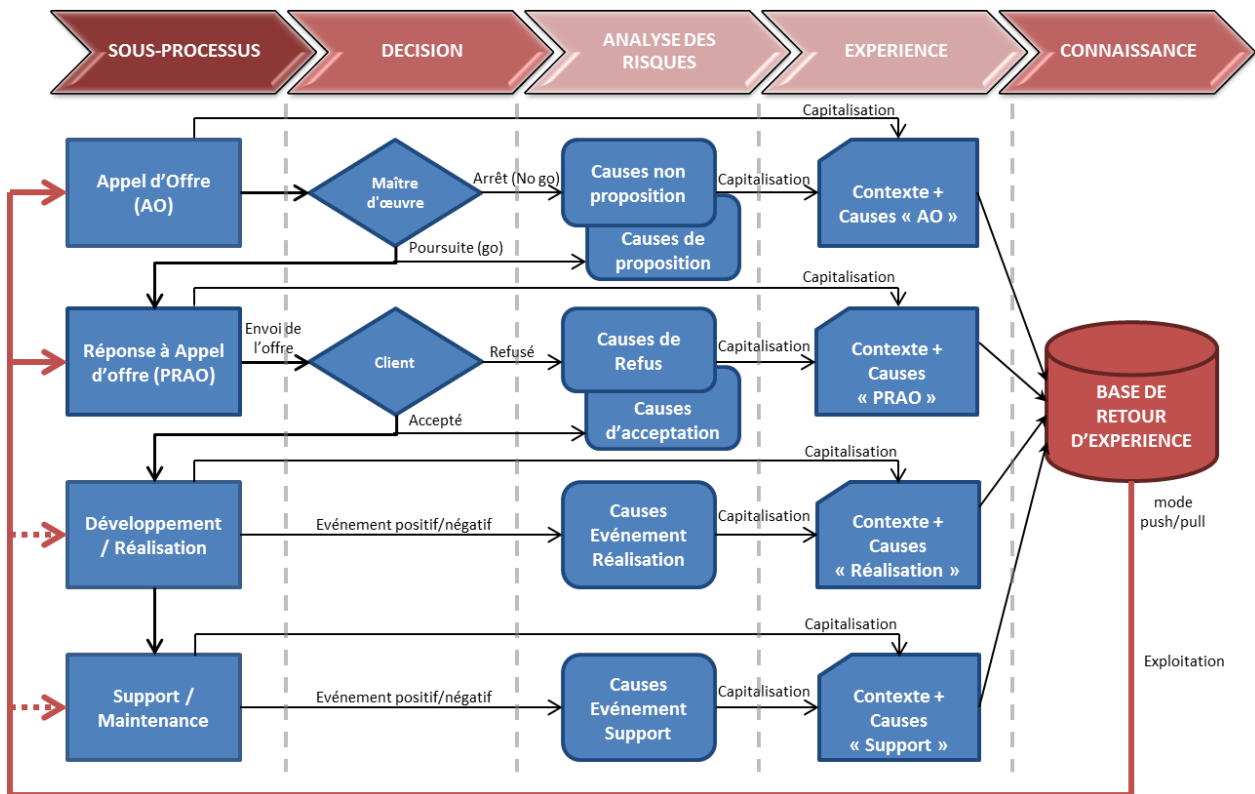 SOUS-PROCESSUS
DECISION
ANALYSE DES
RISQUES
EXPERIENCE
CONNAISSANCE
Capitalisation
Appel d'Offre
(AO)
Maître
d'œuvre
Arrêt (No go)
Causes non
proposition
Capitalisation
Contexte +
Causes « AO »
Poursuite (go)
Causes de
proposition
Capitalisation
Réponse à Appel
d'offre (PRAO)
Envoi de
l'offre
Client
Refusé
Causes de
Refus
Capitalisation
Contexte +
Causes
« PRAO »
Accepté
Causes
d'acceptation
BASE DE
RETOUR
D'EXPERIENCE
Capitalisation
Développement
/ Réalisation
Evénement positif/négatif
Causes
Evénement
Réalisation
Capitalisation
Contexte +
Causes
« Réalisation »
mode
push/pull
Capitalisation
Support /
Maintenance
Evénement positif/négatif
Causes
Evénement
Support
Capitalisation
Contexte +
Causes
« Support »
Exploitation